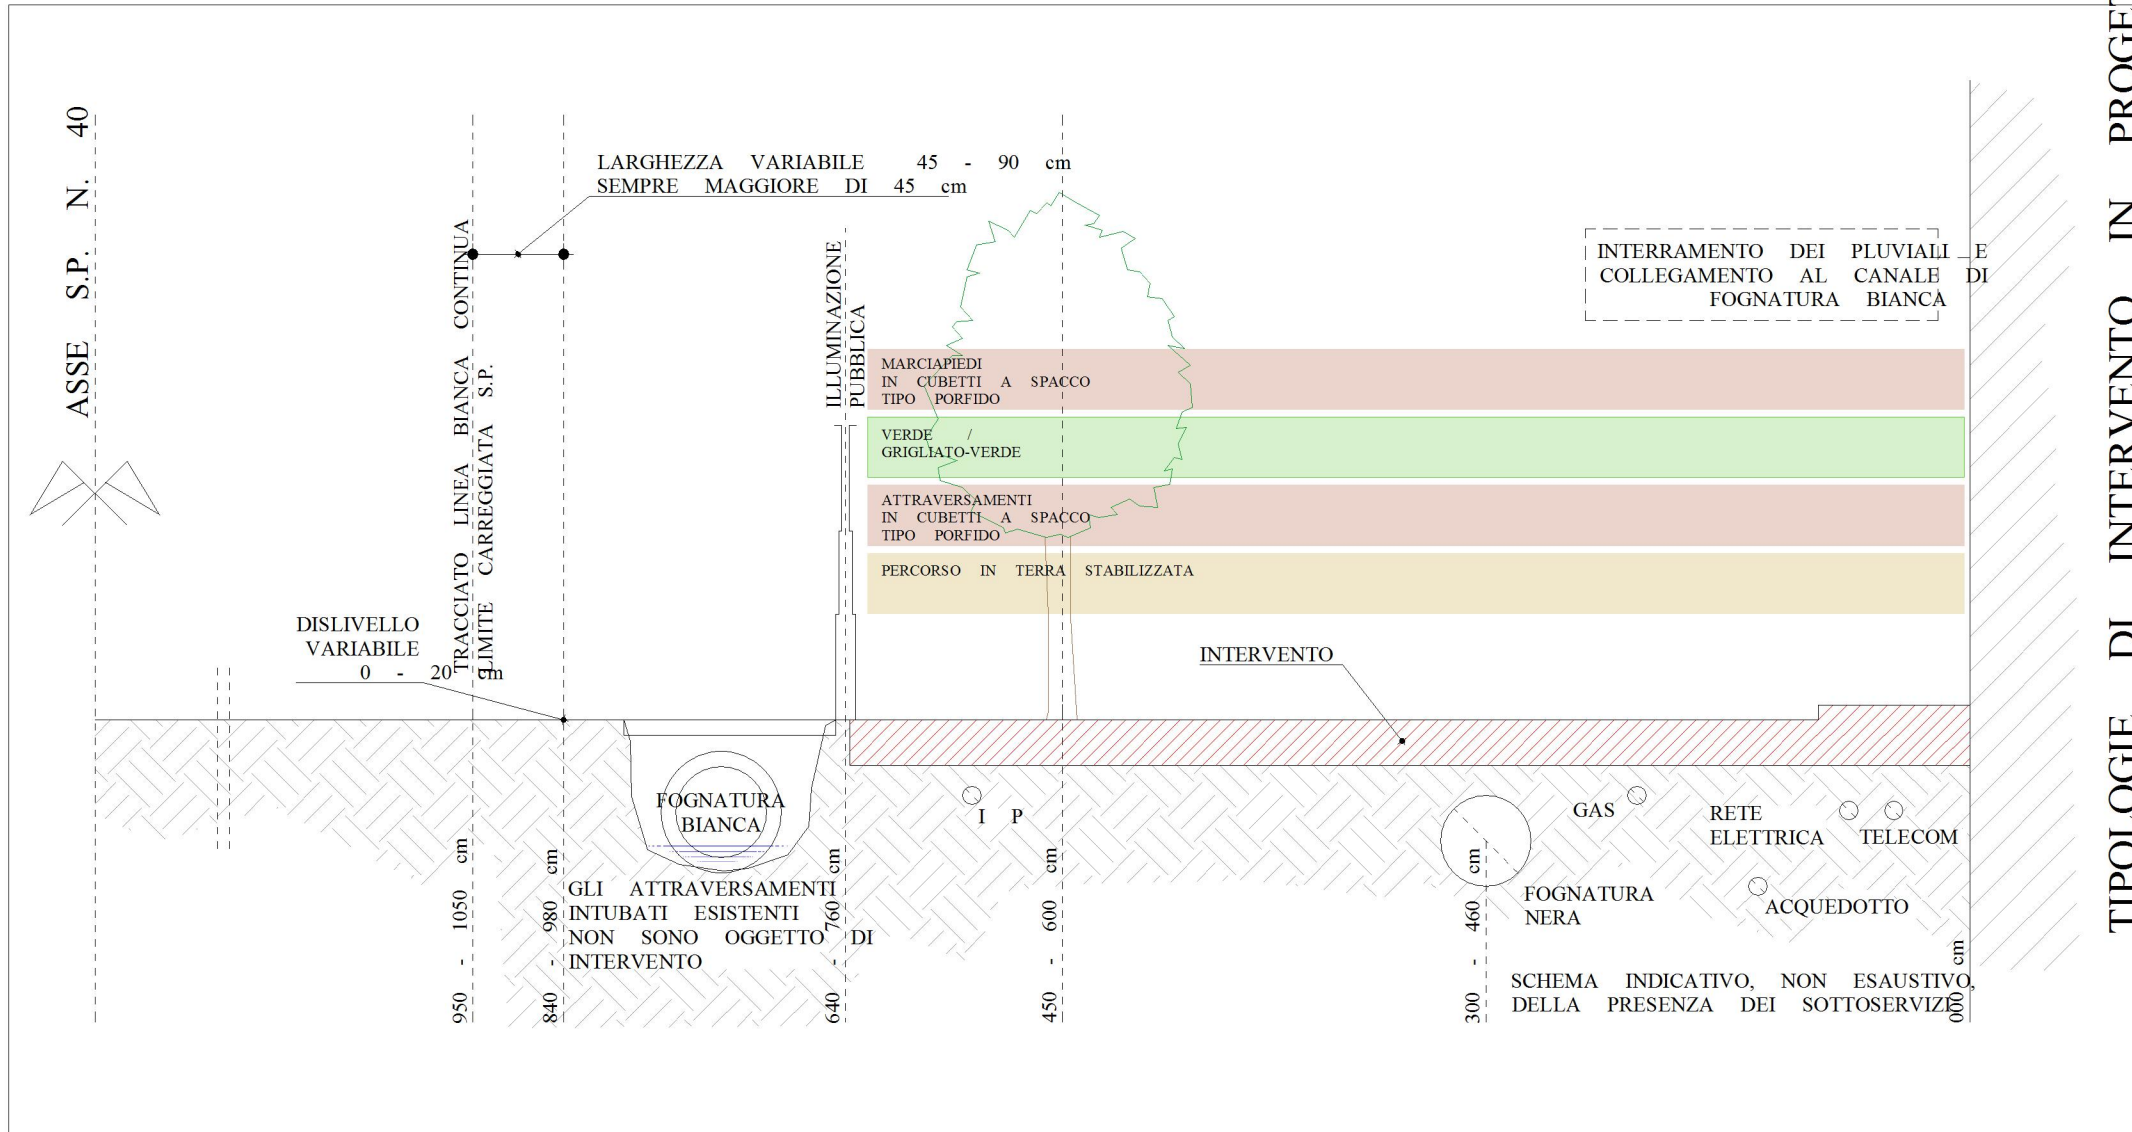 ASSE S.P. N. 40
LARGHEZZA VARIABILE 45 - 90 cm
SEMPRE MAGGIORE DI 45 cm
TRACCIATO LINEA BIANCA CONTINUA
LIMITE CARREGGIATA S.P.
ILLUMINAZIONE
PUBBLICA
INTERRAMENTO DEI PLUVIALI E
COLLEGAMENTO AL CANALE DI
FOGNATURA BIANCA
MARCIAPIEDI
IN CUBETTI A SPACCO
TIPO PORFIDO
VERDE /
GRIGLIATO-VERDE
ATTRAVERSAMENTI
IN CUBETTI A SPACCO
TIPO PORFIDO
PERCORSO IN TERRA STABILIZZATA
DISLIVELLO
VARIABILE
0 - 20 cm
INTERVENTO
FOGNATURA
BIANCA
I P
GAS
RETE
ELETTRICA
TELECOM
FOGNATURA
NERA
ACQUEDOTTO
GLI ATTRAVERSAMENTI
INTUBATI ESISTENTI
NON SONO OGGETTO DI
INTERVENTO
SCHEMA INDICATIVO, NON ESAUSTIVO,
DELLA PRESENZA DEI SOTTOSERVIZI
950 - 1050 cm
840 - 980 cm
640 - 760 cm
450 - 600 cm
300 - 460 cm
000 cm
TIPOLOGIE DI INTERVENTO IN PROGET